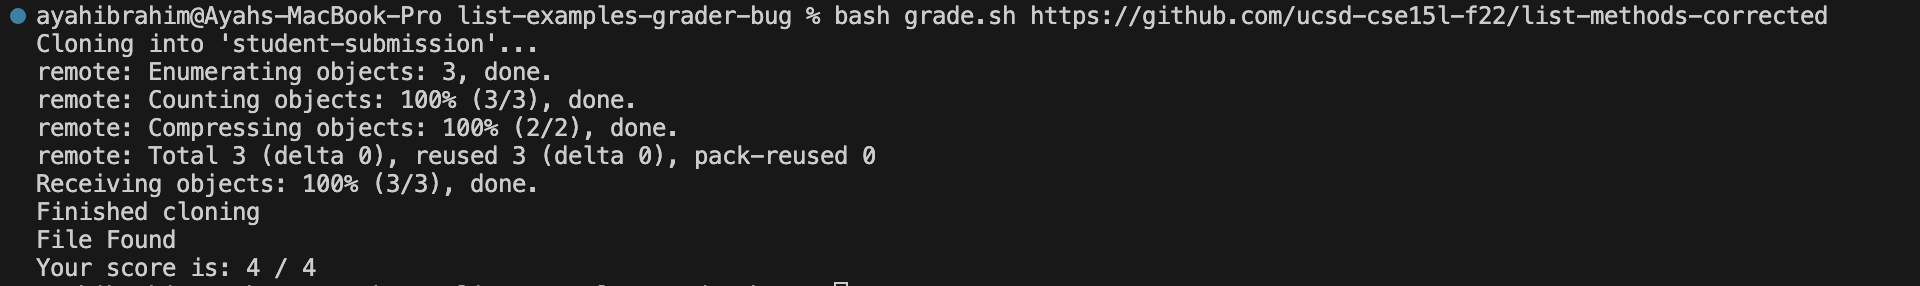 ayahibrahim@Ayahs-MacBook-Pro list-examples-grader-bug % bash grade.sh https://github.com/ucsd-cse15l-f22/list-methods-corrected
Cloning into 'student-submission'...
remote: Enumerating objects: 3, done.
remote: Counting objects: 100% (3/3), done.
remote: Compressing objects: 100% (2/2), done.
remote: Total 3 (delta 0), reused 3 (delta 0), pack-reused 0
Receiving objects: 100% (3/3), done.
Finished cloning
File Found
Your score is: 4 / 4